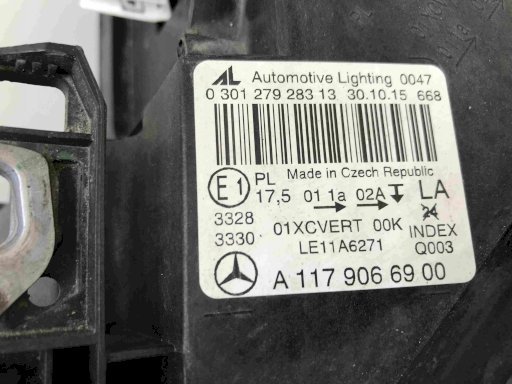 AL Automotive Lighting 0047
0 301 279 283 13 30.10.15 668
Made in Czech Republic
E1 PL
17,5 01 1a 02A LA
3328 01XCVERT 00K INDEX
3330 LE11A6271 Q003
A 117 906 69 00